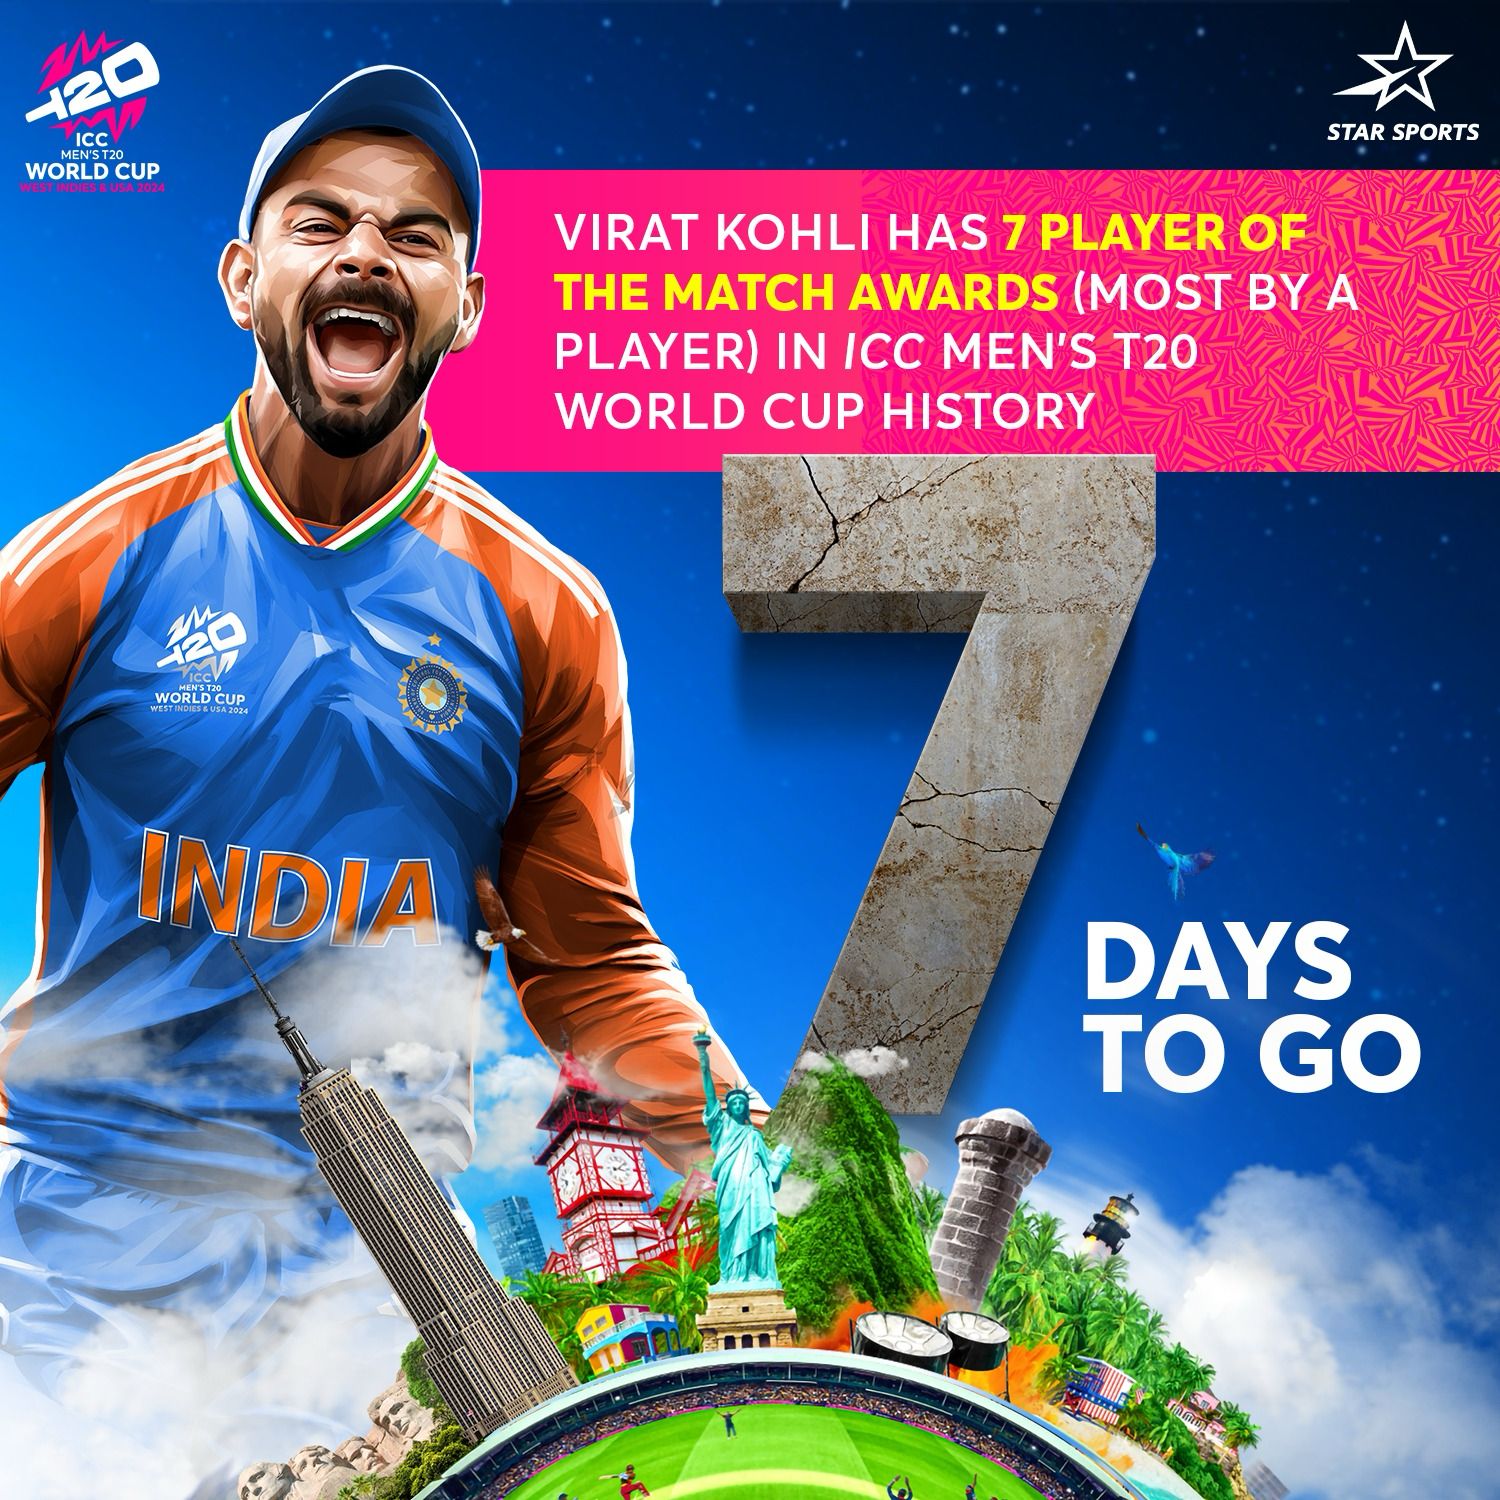 T20
ICC
MEN'S T20
WORLD CUP
WEST INDIES & USA 2024
STAR SPORTS
VIRAT KOHLI HAS 7 PLAYER OF
THE MATCH AWARDS (MOST BY A
PLAYER) IN ICC MEN'S T20
WORLD CUP HISTORY
7
DAYS
TO GO
T20
ICC
MEN'S T20
WORLD CUP
WEST INDIES & USA 2024
INDIA